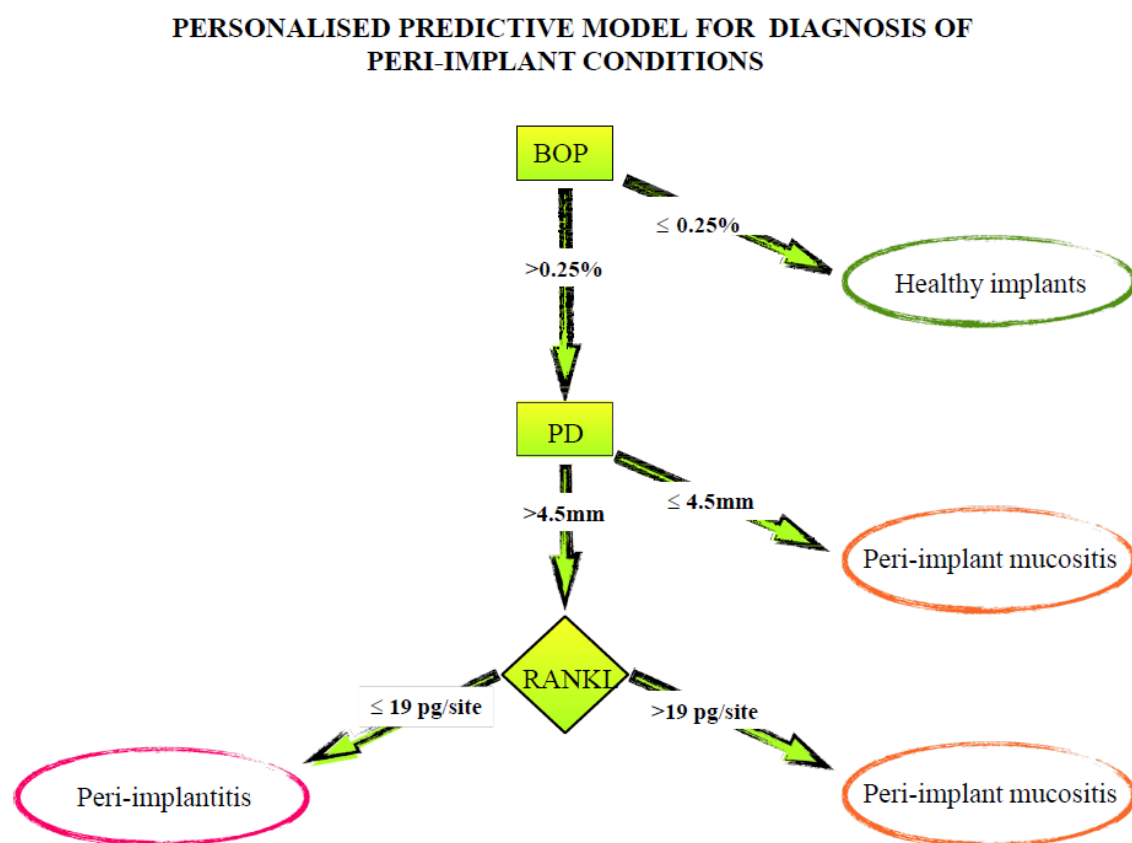 PERSONALISED PREDICTIVE MODEL FOR DIAGNOSIS OF
PERI-IMPLANT CONDITIONS
BOP
≤ 0.25%
>0.25%
Healthy implants
PD
≤ 4.5mm
>4.5mm
Peri-implant mucositis
RANKL
≤ 19 pg/site
>19 pg/site
Peri-implantitis
Peri-implant mucositis